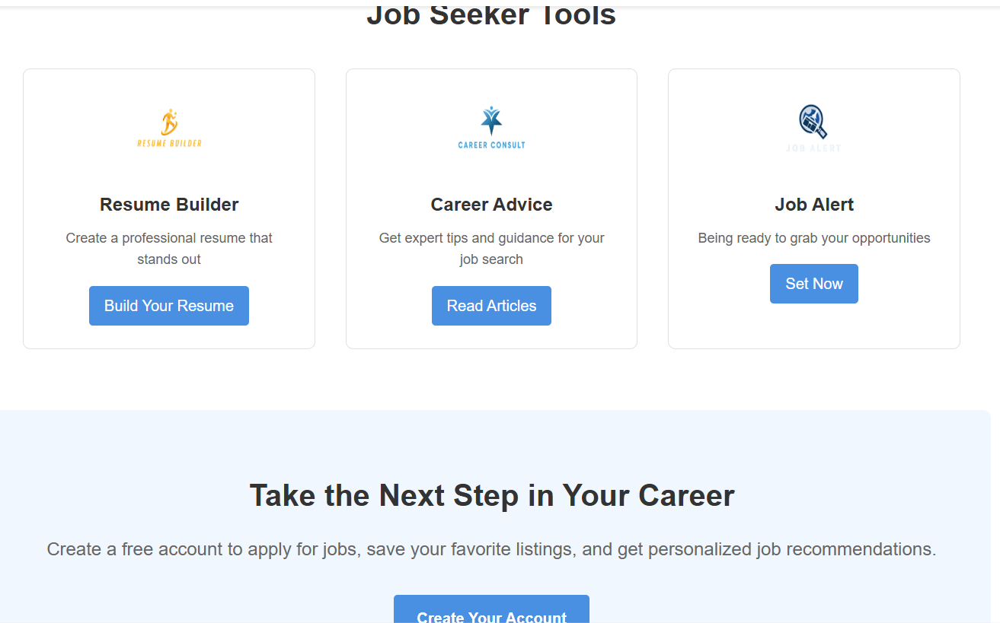 Job Seeker Tools
RESUME BUILDER
CAREER CONSULT
JOB ALERT
Resume Builder
Career Advice
Job Alert
Create a professional resume that
stands out
Get expert tips and guidance for your
job search
Being ready to grab your opportunities
Build Your Resume
Read Articles
Set Now
Take the Next Step in Your Career
Create a free account to apply for jobs, save your favorite listings, and get personalized job recommendations.
Create Your Account